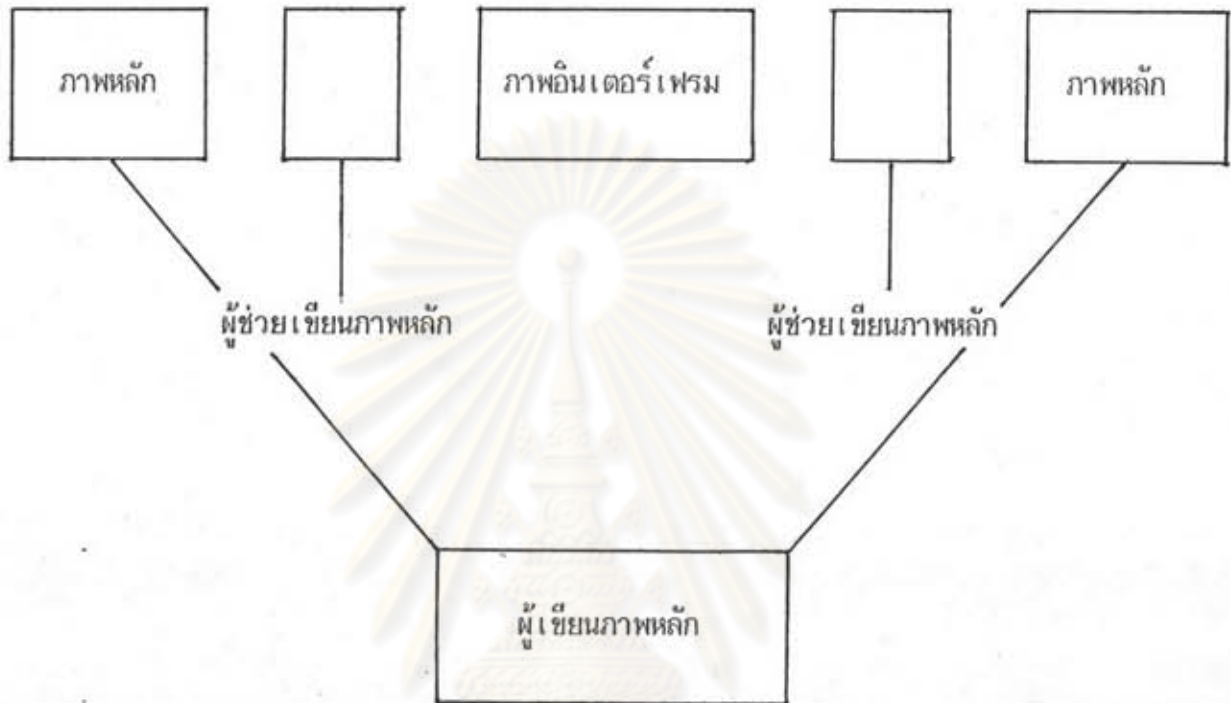 ภาพหลัก
ภาพอินเตอร์เฟรม
ภาพหลัก
ผู้ช่วยเขียนภาพหลัก
ผู้ช่วยเขียนภาพหลัก
ผู้เขียนภาพหลัก